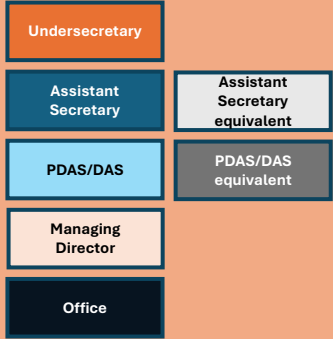 Undersecretary
Assistant
Secretary
Assistant
Secretary
equivalent
PDAS/DAS
PDAS/DAS
equivalent
Managing
Director
Office